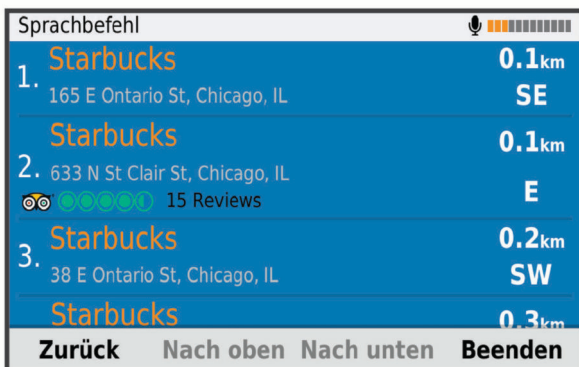 Sprachbefehl
1. Starbucks 0.1km
165 E Ontario St, Chicago, IL SE
2. Starbucks 0.1km
633 N St Clair St, Chicago, IL E
15 Reviews
3. Starbucks 0.2km
38 E Ontario St, Chicago, IL SW
Starbucks 0.3km
Zurück Nach oben Nach unten Beenden